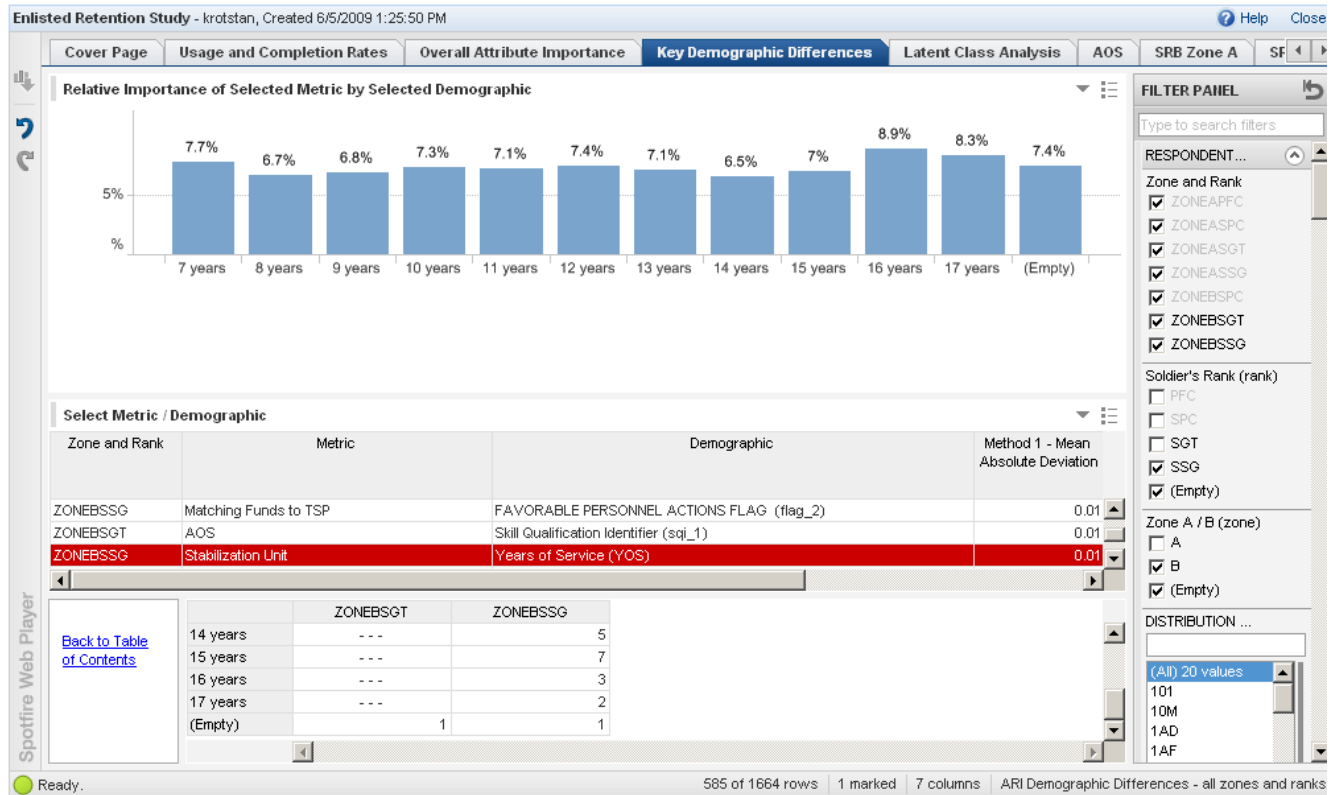 Enlisted Retention Study - krotstan, Created 6/5/2009 1:25:50 PM
Help Close
Cover Page Usage and Completion Rates Overall Attribute Importance Key Demographic Differences Latent Class Analysis AOS SRB Zone A
Relative Importance of Selected Metric by Selected Demographic
7.7% 6.7% 6.8% 7.3% 7.1% 7.4% 7.1% 6.5% 7% 8.9% 8.3% 7.4%
5%
%
7 years 8 years 9 years 10 years 11 years 12 years 13 years 14 years 15 years 16 years 17 years (Empty)
Select Metric / Demographic
Zone and Rank Metric Demographic Method 1 - Mean
Absolute Deviation
ZONEBSSG Matching Funds to TSP FAVORABLE PERSONNEL ACTIONS FLAG (flag_2) 0.01
ZONEBSGT AOS Skill Qualification Identifier (sqi_1) 0.01
ZONEBSSG Stabilization Unit Years of Service (YOS) 0.01
Back to Table
of Contents
ZONEBSGT ZONEBSSG
14 years - - - 5
15 years - - - 7
16 years - - - 3
17 years - - - 2
(Empty) 1 1
FILTER PANEL
Type to search filters
RESPONDENT...
Zone and Rank
ZONEAPFC
ZONEASPC
ZONEASGT
ZONEASSG
ZONEBSPC
ZONEBSGT
ZONEBSSG
Soldier's Rank (rank)
PFC
SPC
SGT
SSG
(Empty)
Zone A / B (zone)
A
B
(Empty)
DISTRIBUTION ...
(All) 20 values
101
10M
1AD
1AF
Spotfire Web Player
Ready.
585 of 1664 rows 1 marked 7 columns ARI Demographic Differences - all zones and ranks